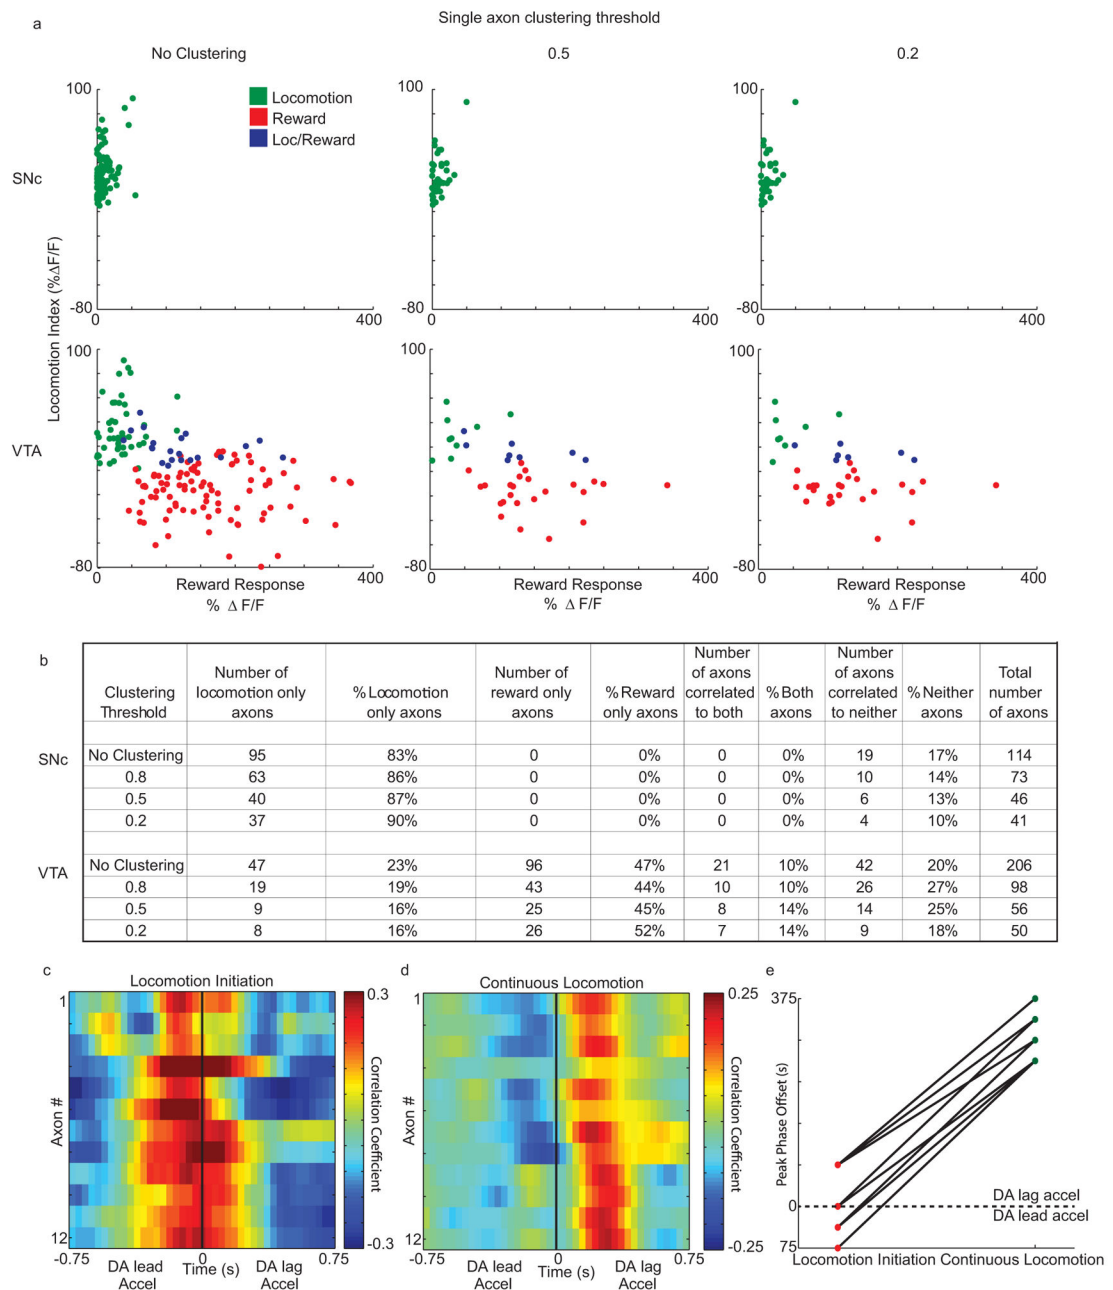 Single axon clustering threshold
a
No Clustering
0.5
0.2
100
100
100
Locomotion
Reward
Loc/Reward
SNc
-80
-80
-80
0
400
0
400
0
400
Locomotion Index (%ΔF/F)
100
100
100
VTA
-80
-80
-80
0
400
0
400
0
400
Reward Response
% Δ F/F
Reward Response
% Δ F/F
Reward Response
% Δ F/F
b
Clustering Threshold | Number of locomotion only axons | % Locomotion only axons | Number of reward only axons | % Reward only axons | Number of axons correlated to both | % Both axons | Number of axons correlated to neither | % Neither axons | Total number of axons
SNc
No Clustering 95 83% 0 0% 0 0% 19 17% 114
0.8 63 86% 0 0% 0 0% 10 14% 73
0.5 40 87% 0 0% 0 0% 6 13% 46
0.2 37 90% 0 0% 0 0% 4 10% 41
VTA
No Clustering 47 23% 96 47% 21 10% 42 20% 206
0.8 19 19% 43 44% 10 10% 26 27% 98
0.5 9 16% 25 45% 8 14% 14 25% 56
0.2 8 16% 26 52% 7 14% 9 18% 50
c
Locomotion Initiation
1
Axon #
12
-0.75
0
0.75
DA lead
Accel
Time (s)
DA lag
Accel
0.3
Correlation Coefficient
-0.3
d
Continuous Locomotion
1
Axon #
12
-0.75
0
0.75
DA lead
Accel
Time (s)
DA lag
Accel
0.25
Correlation Coefficient
-0.25
e
375
Peak Phase Offset (s)
0
75
DA lag accel
DA lead accel
Locomotion Initiation
Continuous Locomotion